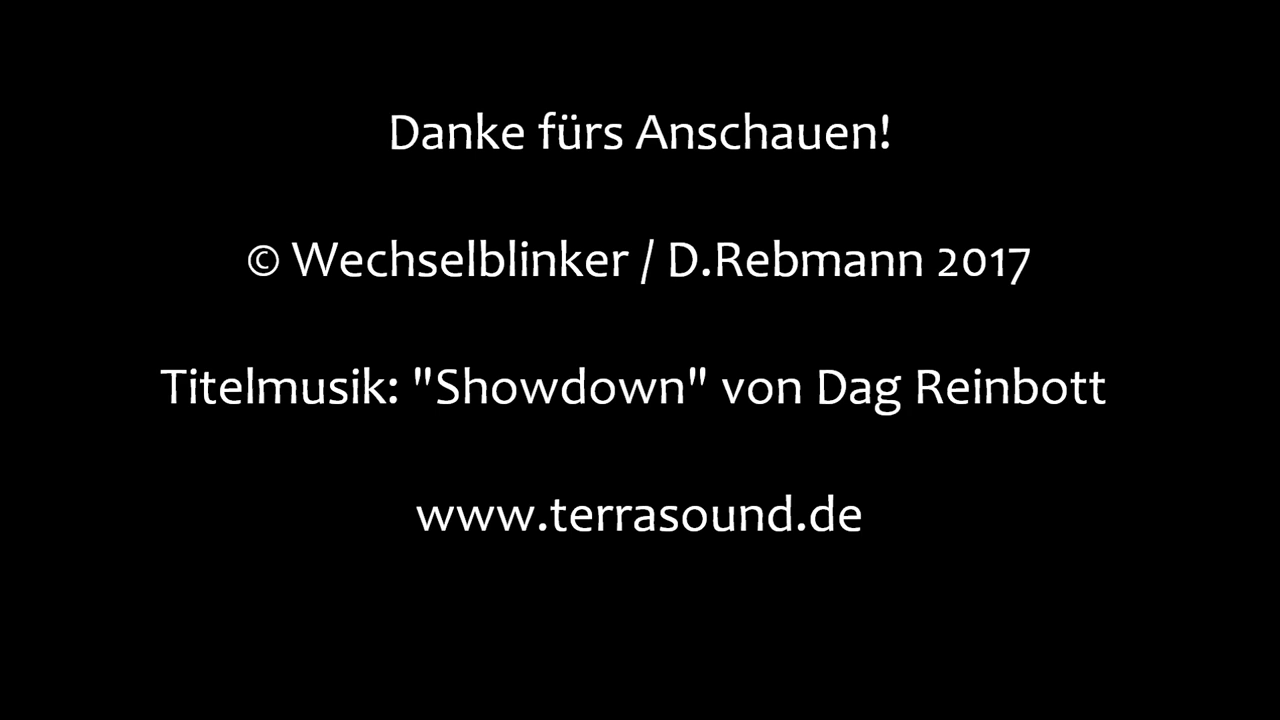 Danke fürs Anschauen!
© Wechselblinker / D.Rebmann 2017
Titelmusik: "Showdown" von Dag Reinbott
www.terrasound.de